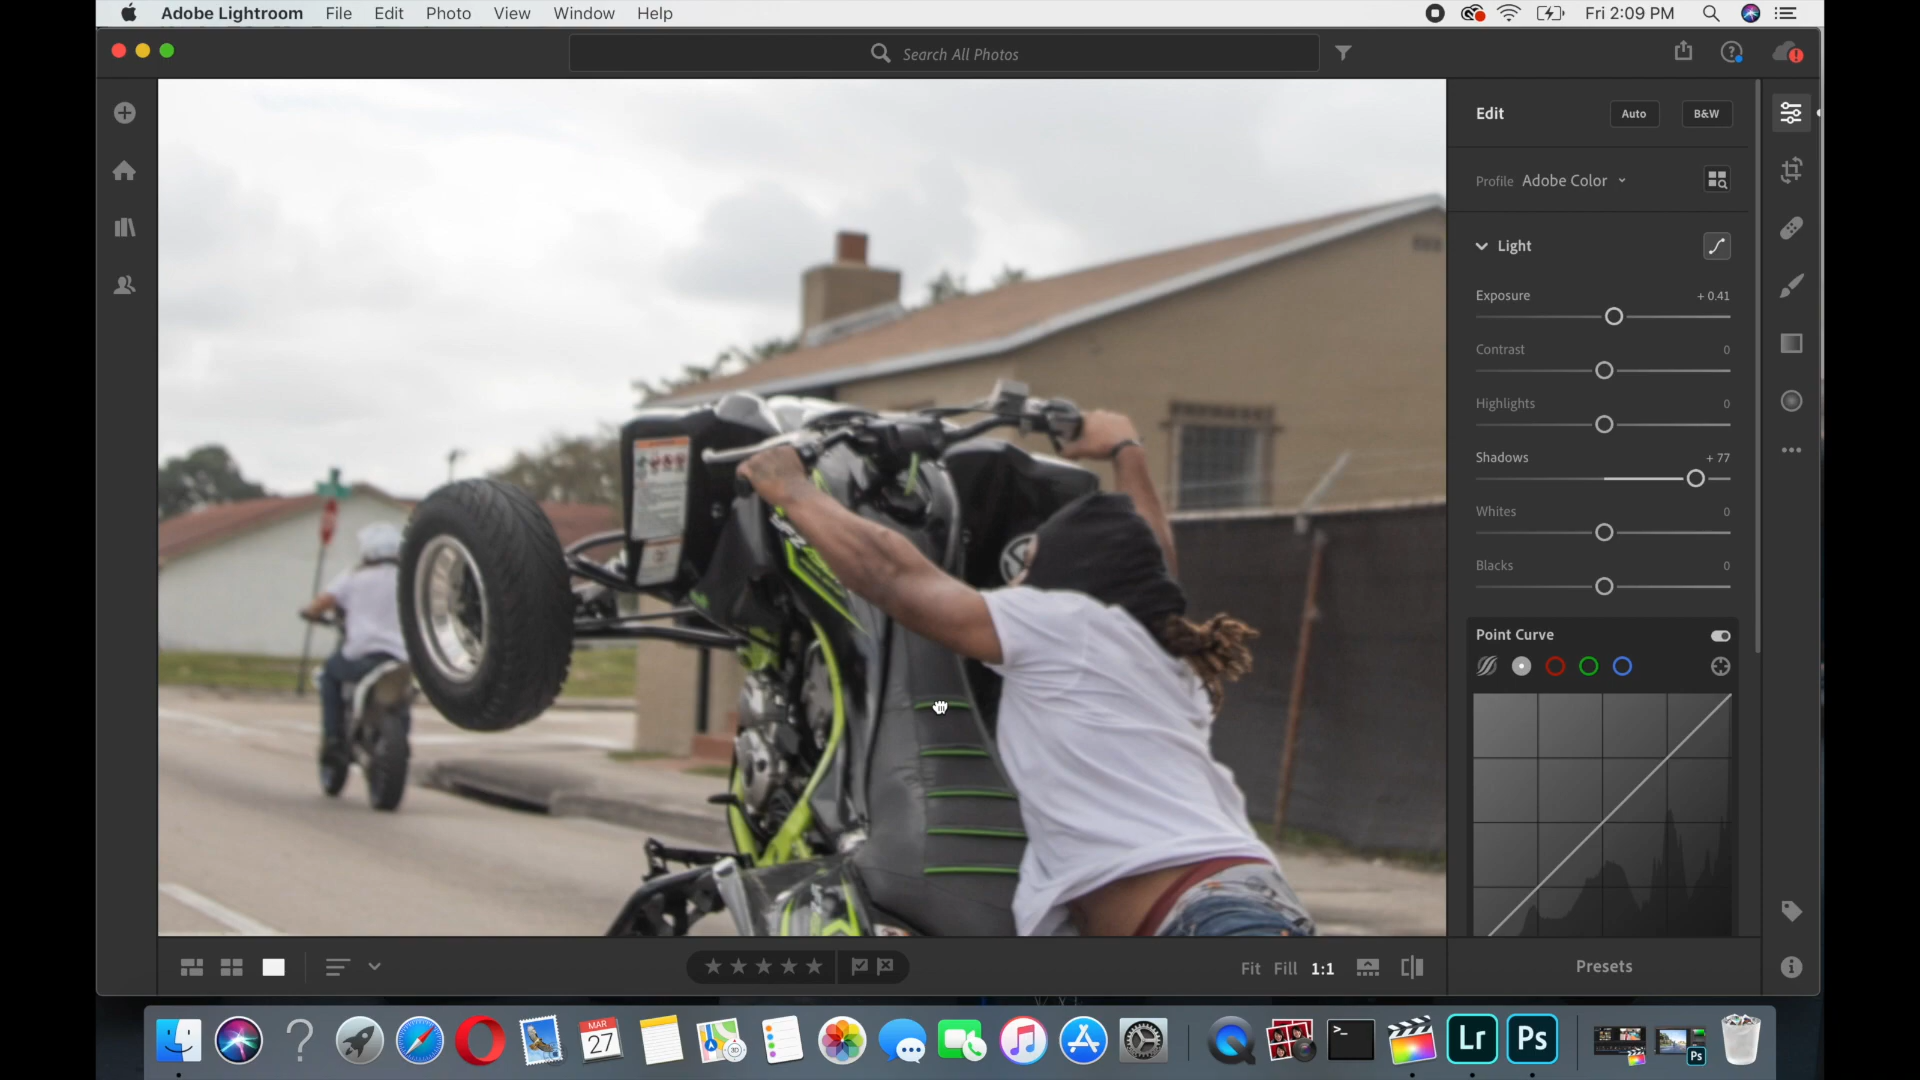 Adobe Lightroom File Edit Photo View Window Help
Fri 2:09 PM
Search All Photos
Edit Auto B&W
Profile Adobe Color
Light
Exposure + 0.41
Contrast 0
Highlights 0
Shadows + 77
Whites 0
Blacks 0
Point Curve
Fit Fill 1:1
Presets
MAR
27
3D
>_
Lr
Ps
Ps